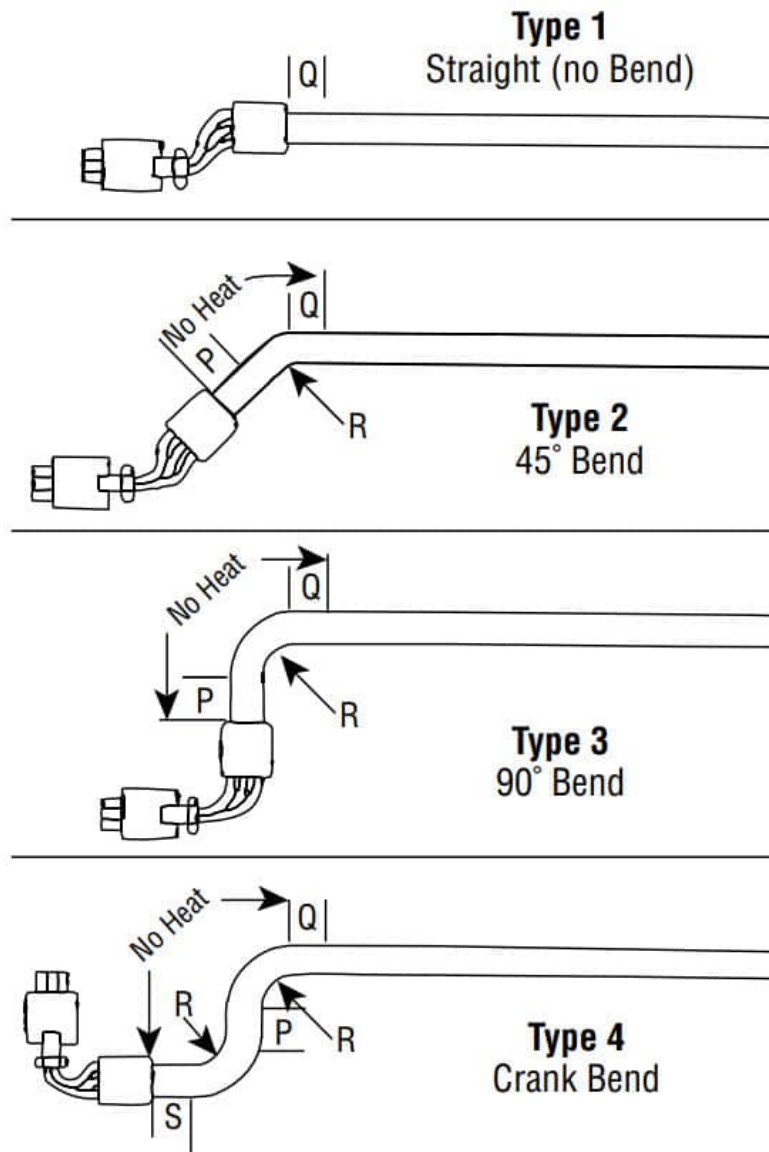 Type 1
Straight (no Bend)
Q
No Heat
Q
P
R
Type 2
45° Bend
No Heat
Q
P
R
Type 3
90° Bend
No Heat
Q
R
P
R
Type 4
Crank Bend
S